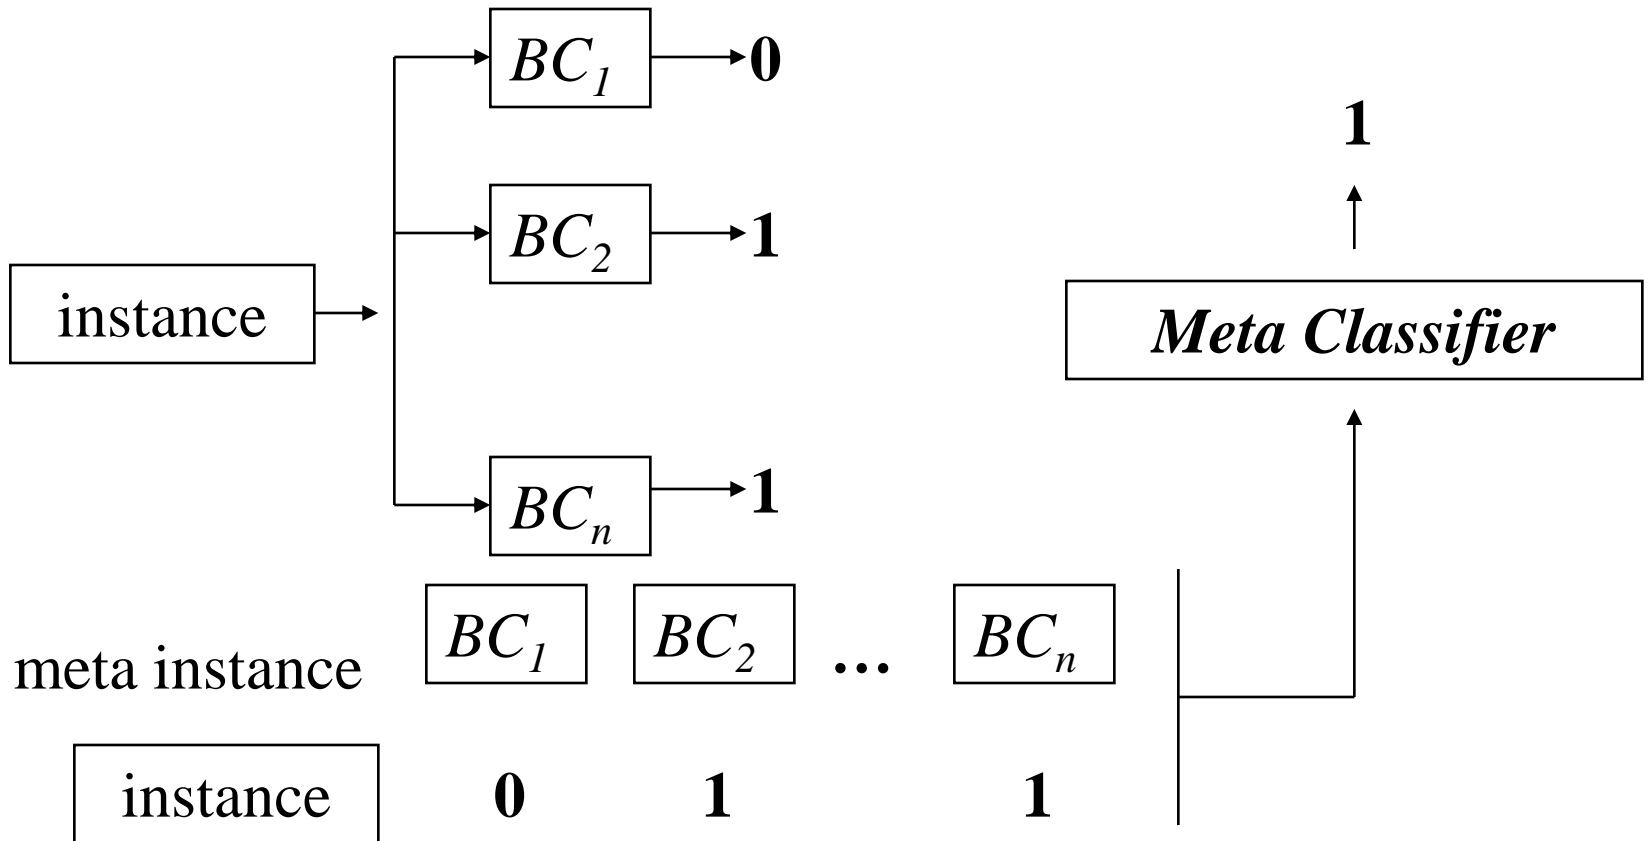 BC1 0
1
BC2 1
instance
Meta Classifier
BCn 1
BC1 BC2 ... BCn
meta instance
instance 0 1 1